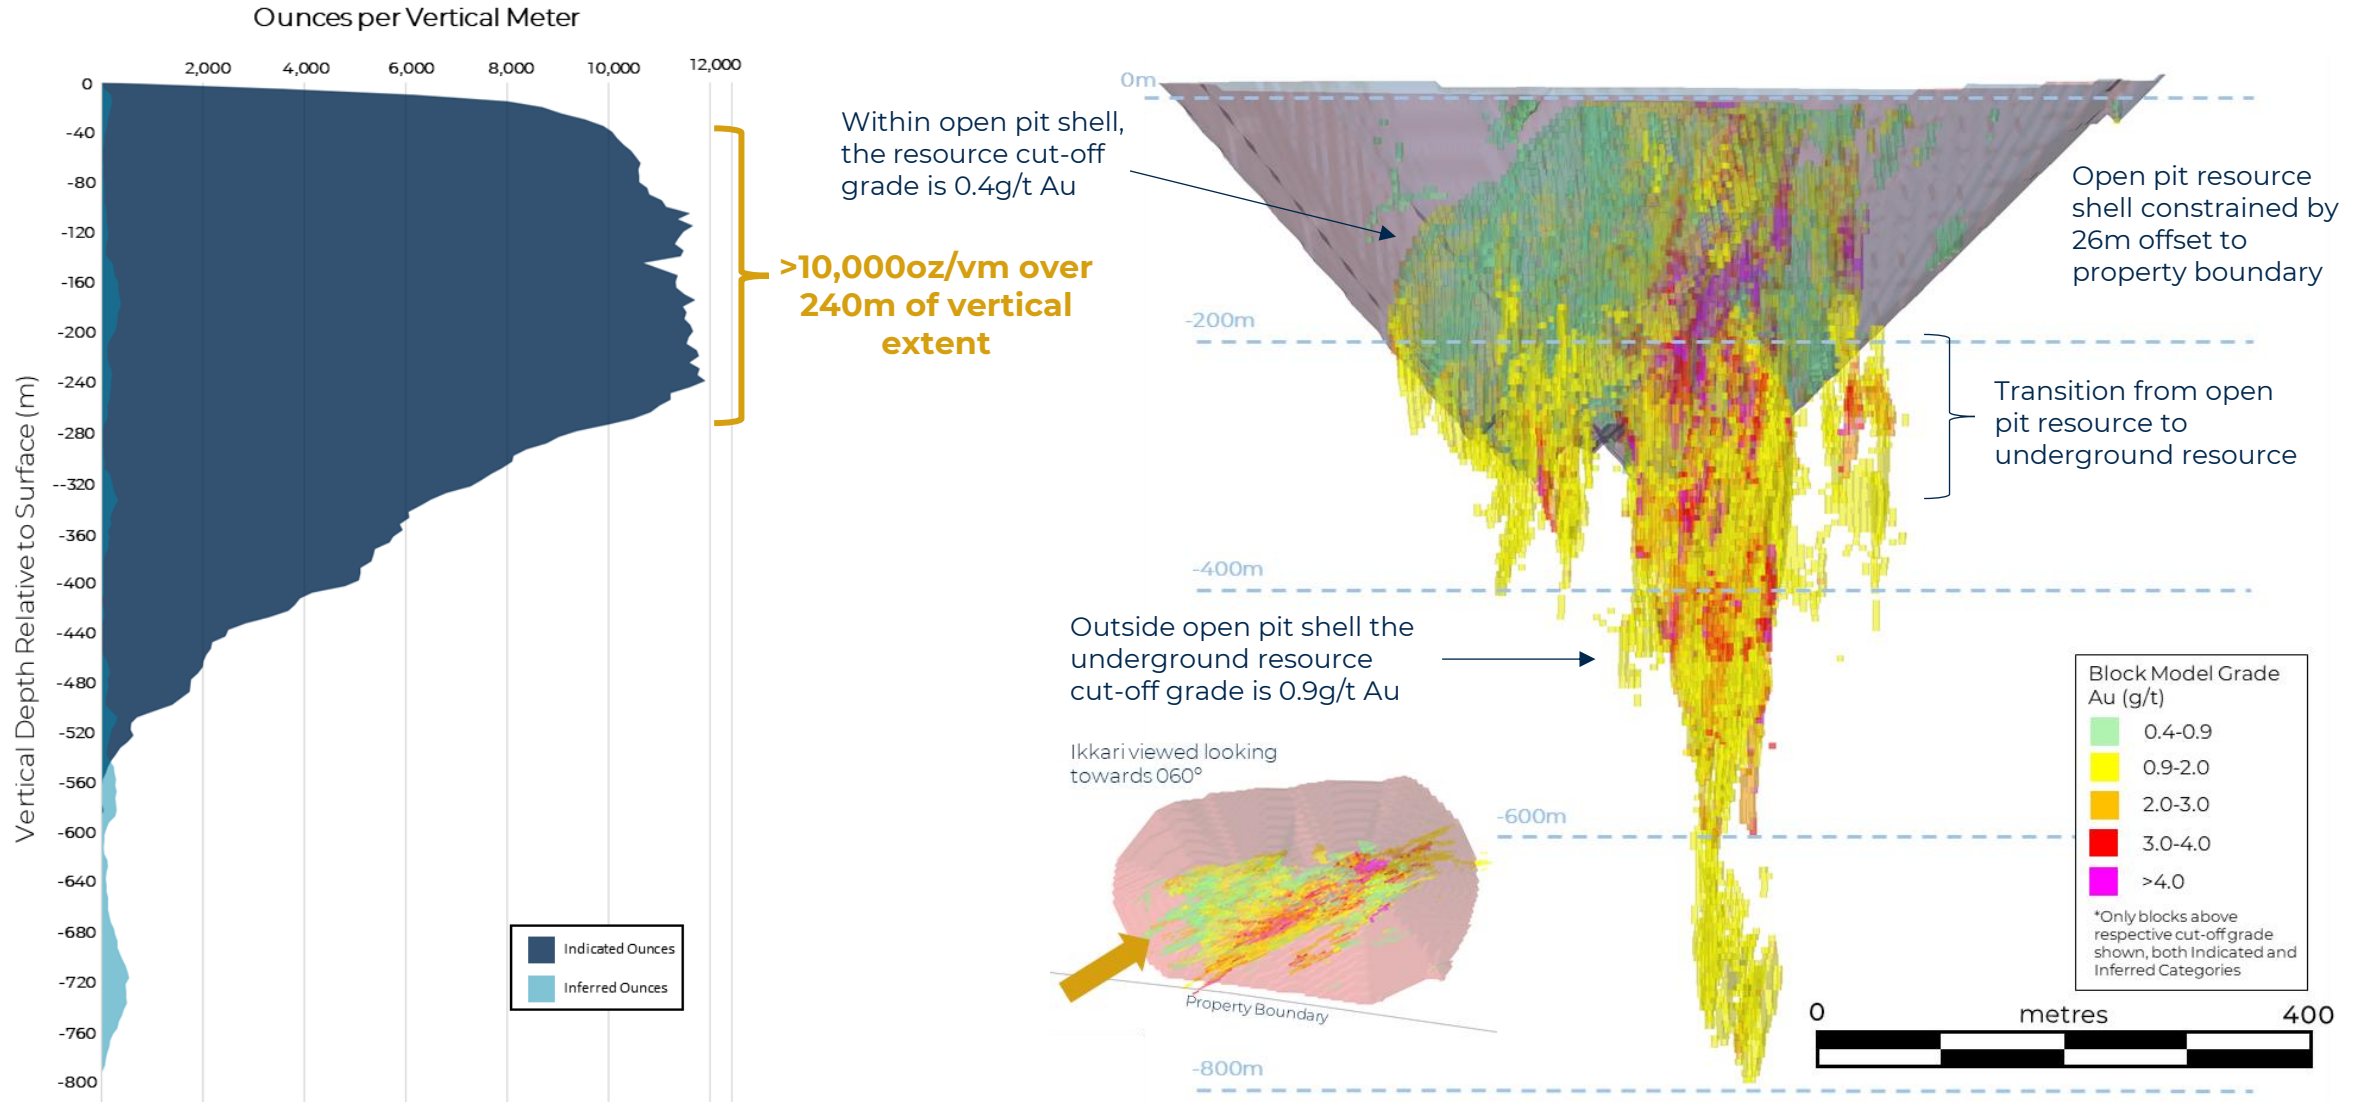 Ounces per Vertical Meter
2,000
4,000
6,000
8,000
10,000
12,000
Vertical Depth Relative to Surface (m)
0
-40
-80
-120
-160
-200
-240
-280
--320
-360
-400
-440
-480
-520
-560
-600
-640
-680
-720
-760
-800
Indicated Ounces
Inferred Ounces
>10,000oz/vm over
240m of vertical
extent
Within open pit shell,
the resource cut-off
grade is 0.4g/t Au
0m
-200m
-400m
-600m
-800m
Open pit resource
shell constrained by
26m offset to
property boundary
Transition from open
pit resource to
underground resource
Outside open pit shell the
underground resource
cut-off grade is 0.9g/t Au
Ikkari viewed looking
towards 060°
Property Boundary
Block Model Grade
Au (g/t)
0.4-0.9
0.9-2.0
2.0-3.0
3.0-4.0
>4.0
*Only blocks above
respective cut-off grade
shown, both Indicated and
Inferred Categories
0 metres 400